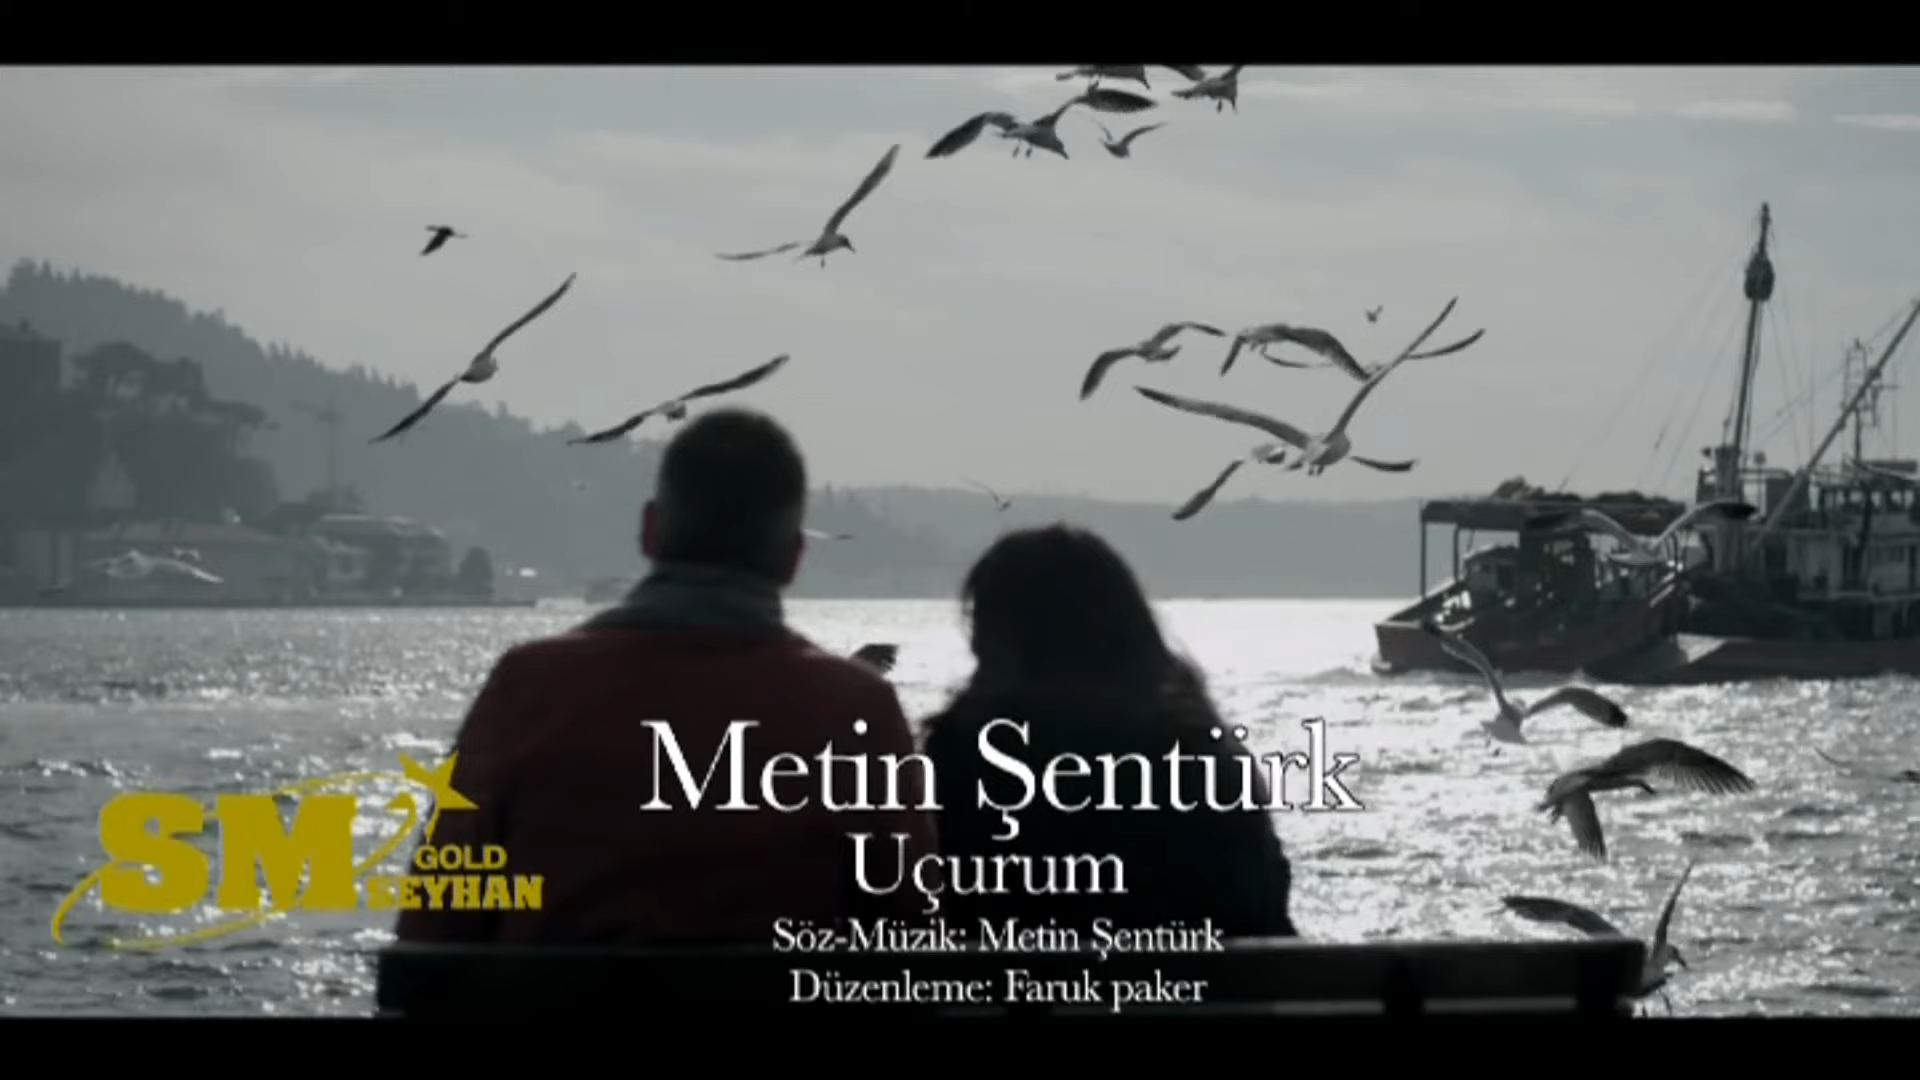 Metin Şentürk
Uçurum
Söz-Müzik: Metin Şentürk
Düzenleme: Faruk paker
SM
GOLD
SEYHAN